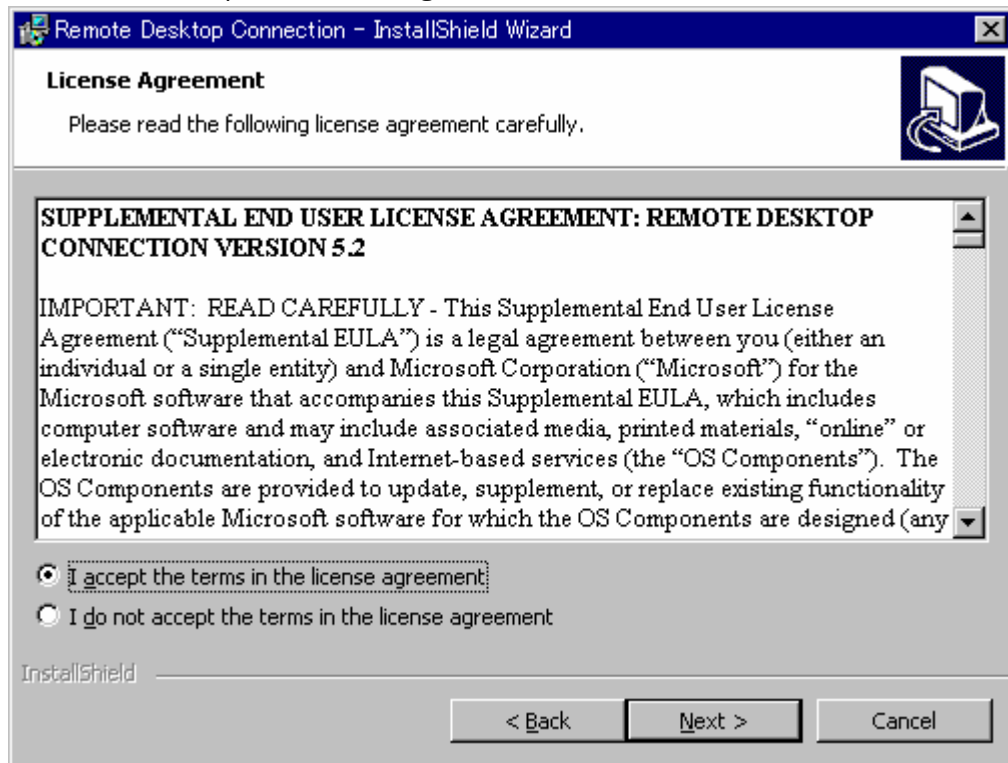 Remote Desktop Connection - InstallShield Wizard
License Agreement
Please read the following license agreement carefully.
SUPPLEMENTAL END USER LICENSE AGREEMENT: REMOTE DESKTOP
CONNECTION VERSION 5.2
IMPORTANT:  READ CAREFULLY - This Supplemental End User License
Agreement (“Supplemental EULA”) is a legal agreement between you (either an
individual or a single entity) and Microsoft Corporation (“Microsoft”) for the
Microsoft software that accompanies this Supplemental EULA, which includes
computer software and may include associated media, printed materials, “online” or
electronic documentation, and Internet-based services (the “OS Components”).  The
OS Components are provided to update, supplement, or replace existing functionality
of the applicable Microsoft software for which the OS Components are designed (any
I accept the terms in the license agreement
I do not accept the terms in the license agreement
InstallShield
< Back
Next >
Cancel